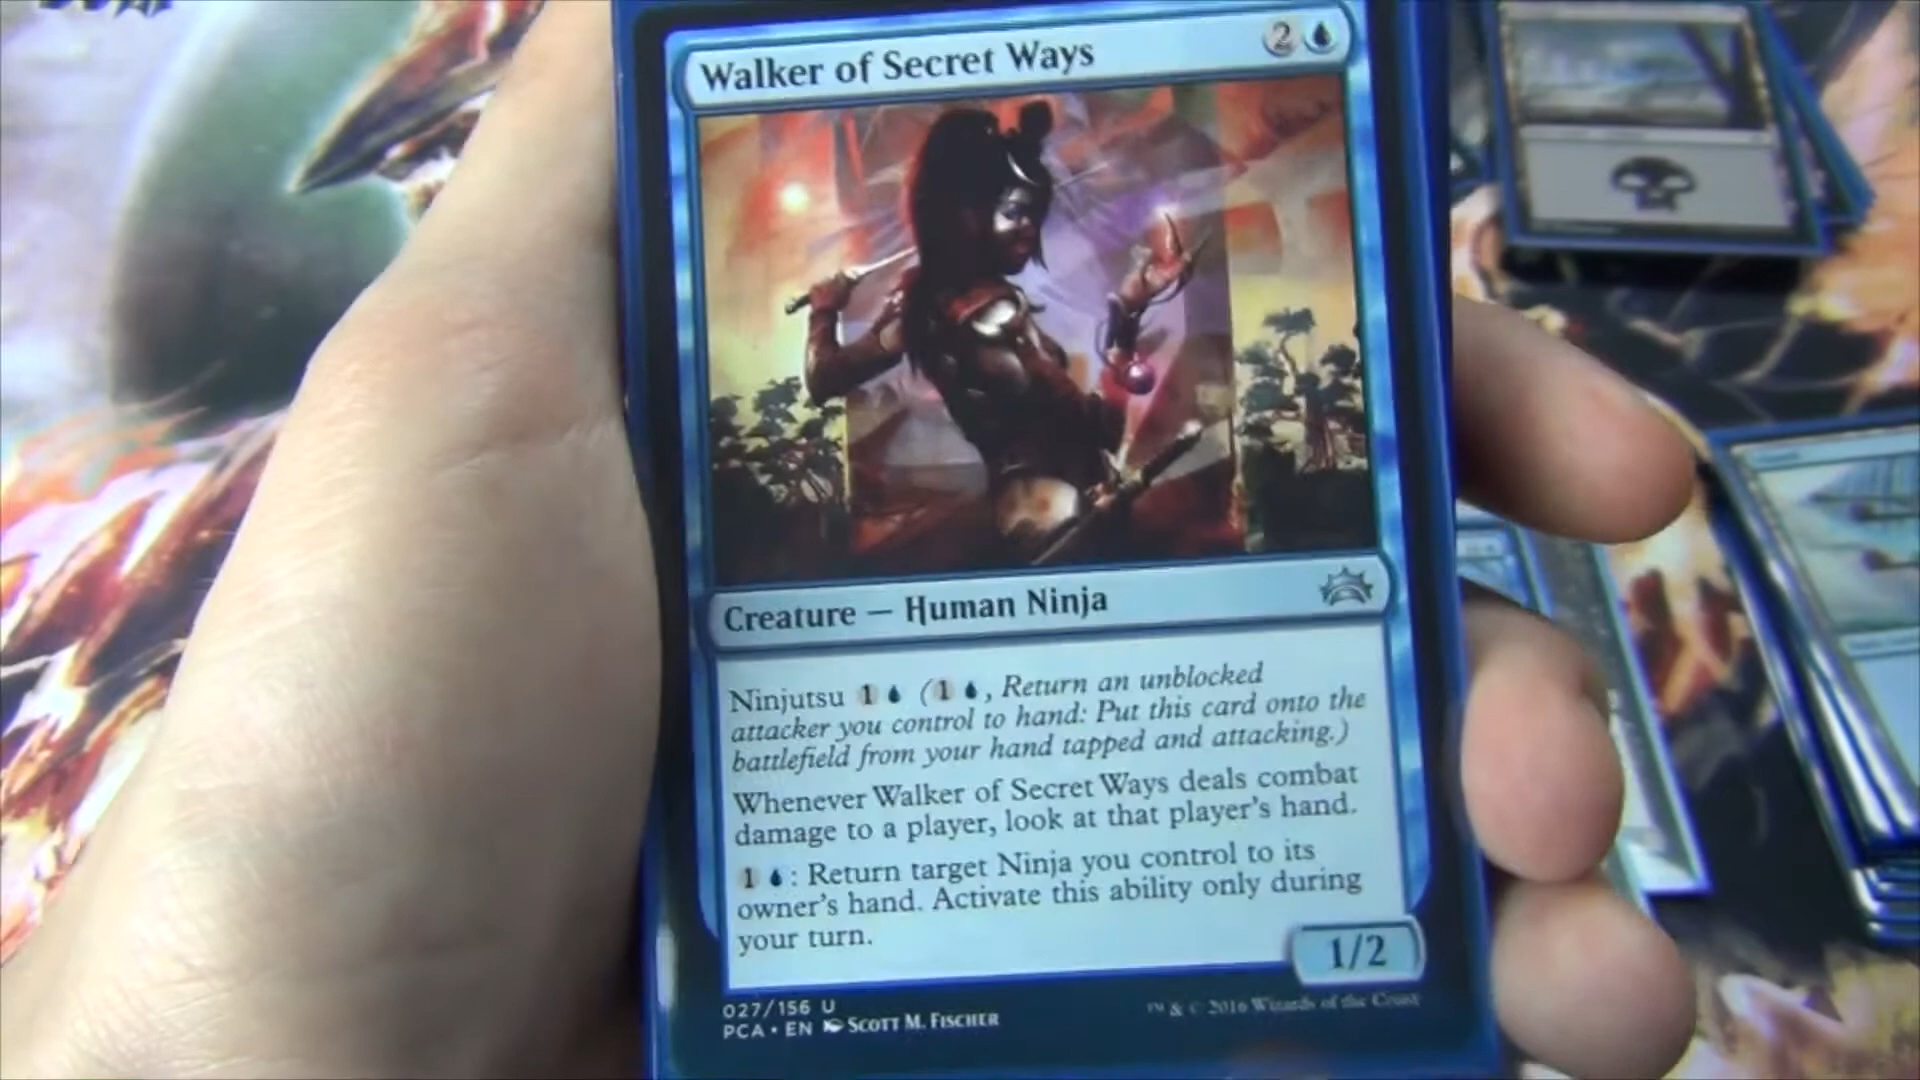 Walker of Secret Ways 2
Creature — Human Ninja
Ninjutsu 1 (1 , Return an unblocked
attacker you control to hand: Put this card onto the
battlefield from your hand tapped and attacking.)
Whenever Walker of Secret Ways deals combat
damage to a player, look at that player's hand.
1 : Return target Ninja you control to its
owner's hand. Activate this ability only during
your turn.
1/2
027/156 U
PCA • EN Scott M. Fischer
™ & © 2016 Wizards of the Coast